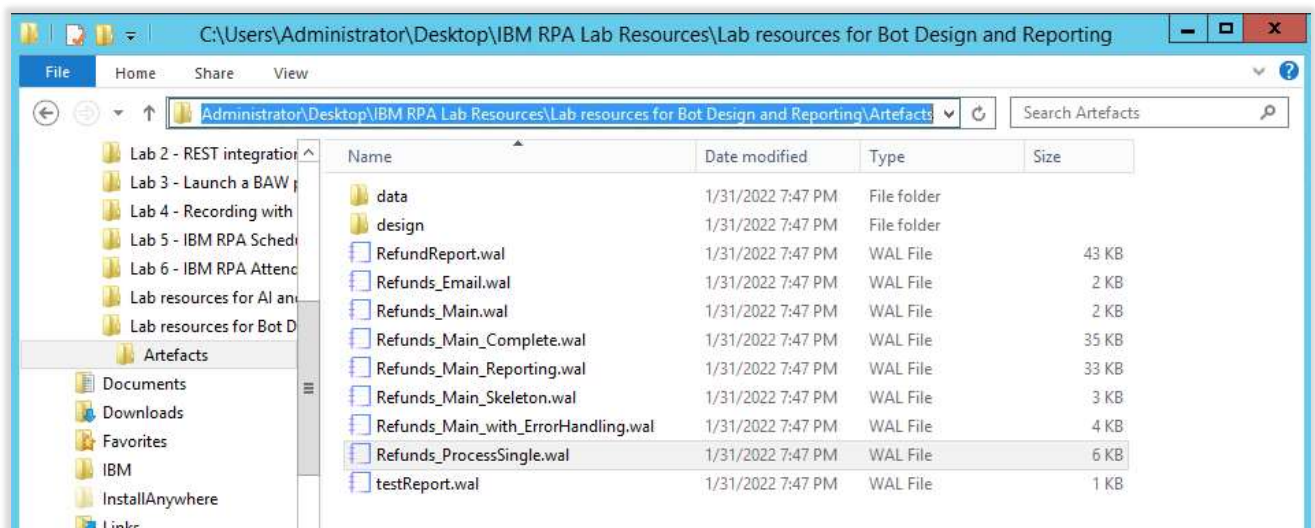 C:\Users\Administrator\Desktop\IBM RPA Lab Resources\Lab resources for Bot Design and Reporting
File Home Share View
Administrator\Desktop\IBM RPA Lab Resources\Lab resources for Bot Design and Reporting\Artefacts Search Artefacts
Name Date modified Type Size
Lab 2 - REST integration
Lab 3 - Launch a BAW p
Lab 4 - Recording with
Lab 5 - IBM RPA Schedu
Lab 6 - IBM RPA Attend
Lab resources for AI and
Lab resources for Bot D
Artefacts
Documents
Downloads
Favorites
IBM
InstallAnywhere
Links
data 1/31/2022 7:47 PM File folder
design 1/31/2022 7:47 PM File folder
RefundReport.wal 1/31/2022 7:47 PM WAL File 43 KB
Refunds_Email.wal 1/31/2022 7:47 PM WAL File 2 KB
Refunds_Main.wal 1/31/2022 7:47 PM WAL File 2 KB
Refunds_Main_Complete.wal 1/31/2022 7:47 PM WAL File 35 KB
Refunds_Main_Reporting.wal 1/31/2022 7:47 PM WAL File 33 KB
Refunds_Main_Skeleton.wal 1/31/2022 7:47 PM WAL File 3 KB
Refunds_Main_with_ErrorHandling.wal 1/31/2022 7:47 PM WAL File 4 KB
Refunds_ProcessSingle.wal 1/31/2022 7:47 PM WAL File 6 KB
testReport.wal 1/31/2022 7:47 PM WAL File 1 KB